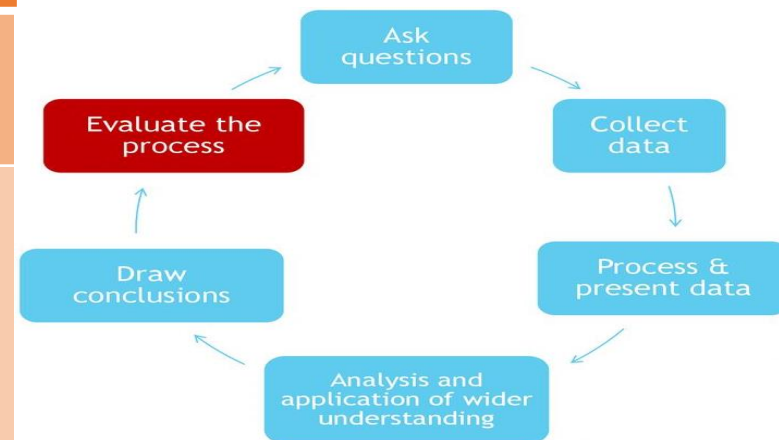 Ask
questions
Collect
data
Process &
present data
Analysis and
application of wider
understanding
Draw
conclusions
Evaluate the
process